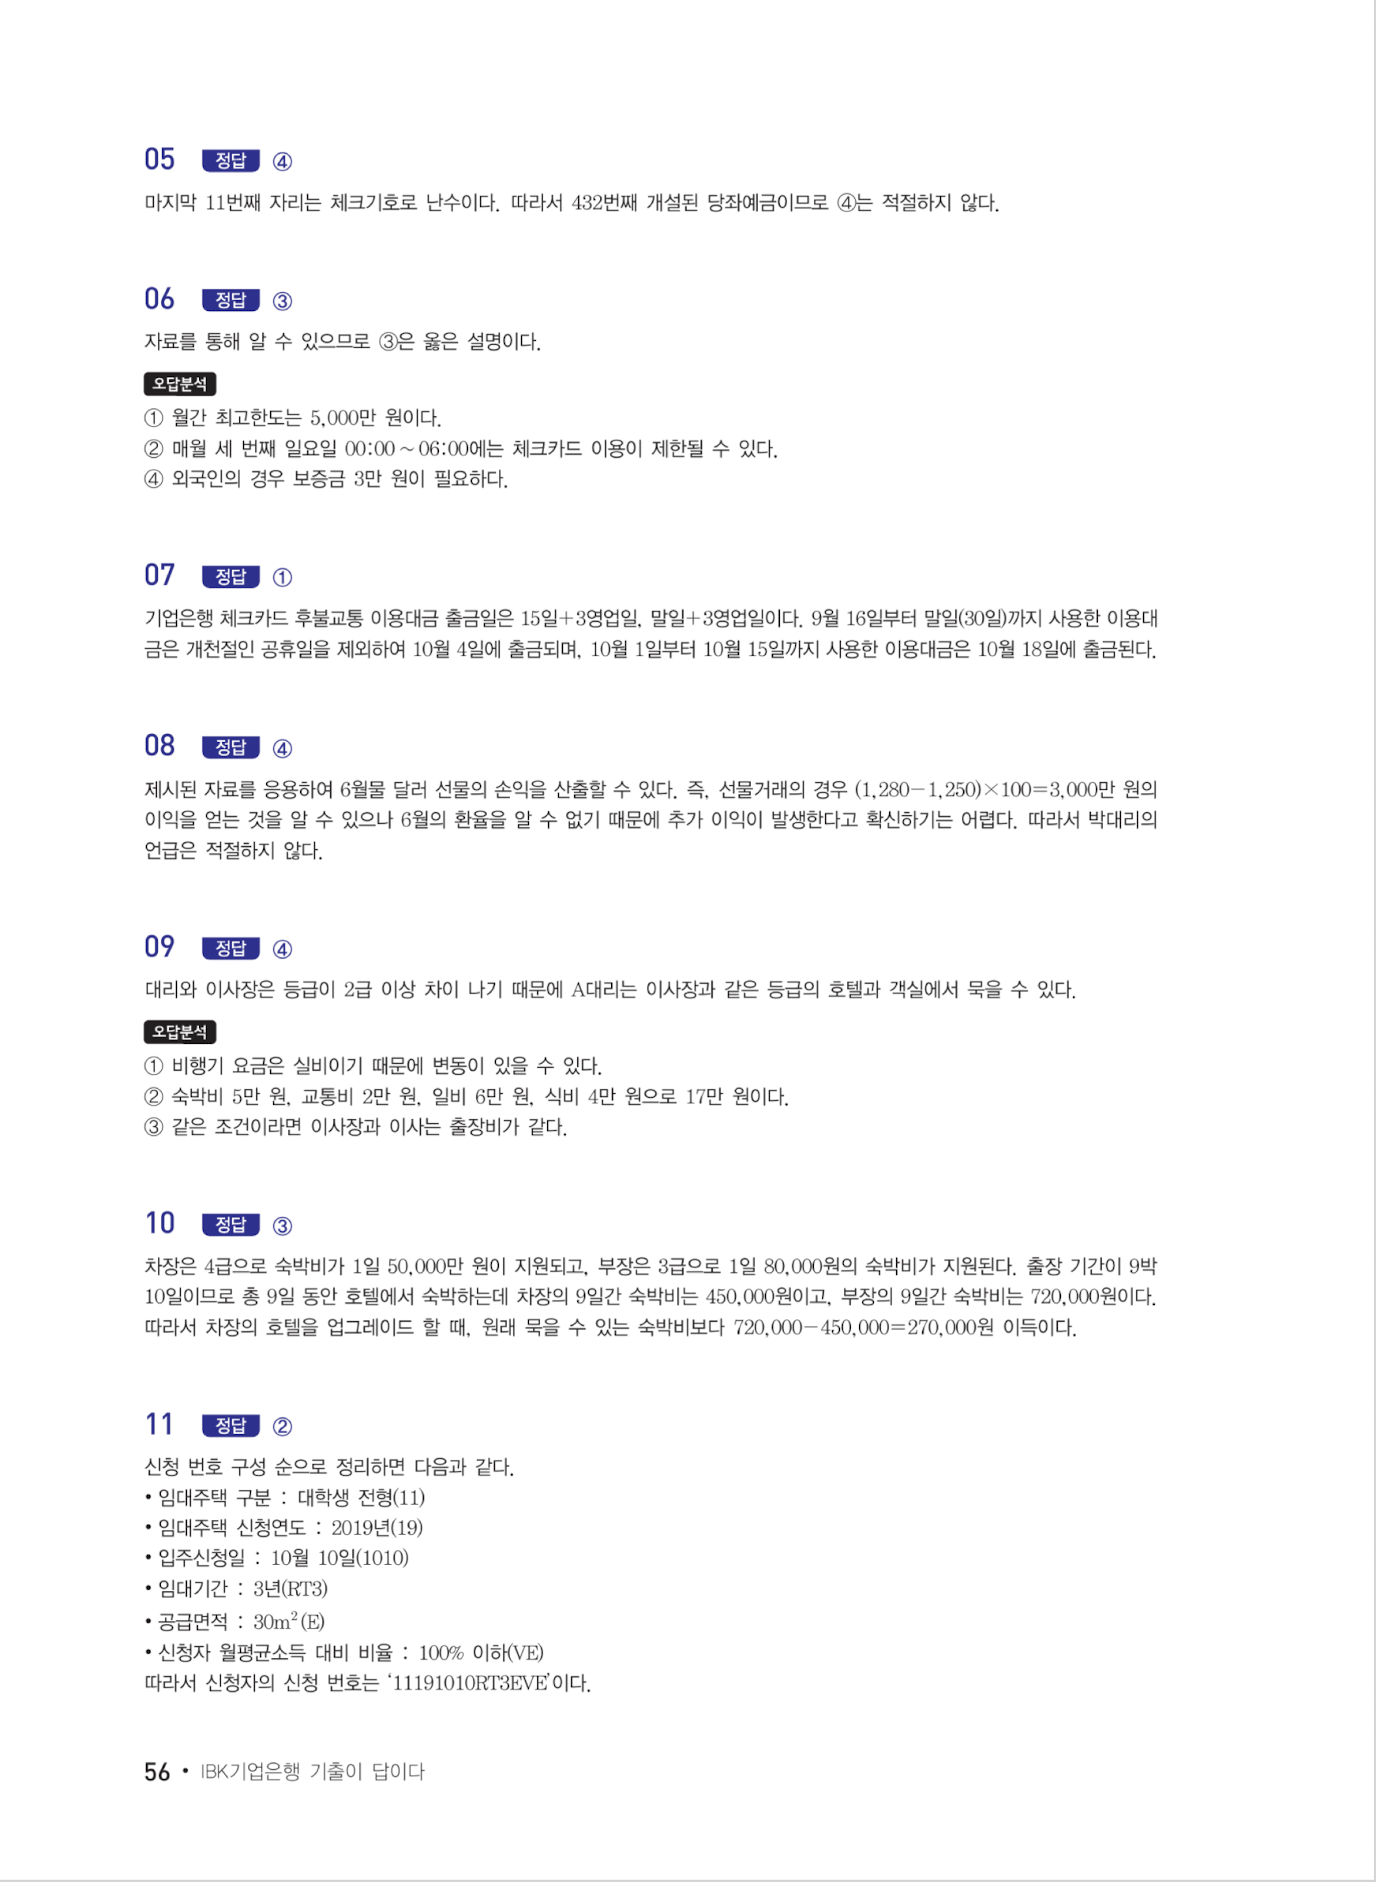 05 정답 ④
마지막 11번째 자리는 체크기호로 난수이다. 따라서 432번째 개설된 당좌예금이므로 ④는 적절하지 않다.
06 정답 ③
자료를 통해 알 수 있으므로 ③은 옳은 설명이다.
오답분석
① 월간 최고한도는 5,000만 원이다.
② 매월 세 번째 일요일 00:00 ~ 06:00에는 체크카드 이용이 제한될 수 있다.
④ 외국인의 경우 보증금 3만 원이 필요하다.
07 정답 ①
기업은행 체크카드 후불교통 이용대금 출금일은 15일+3영업일, 말일+3영업일이다. 9월 16일부터 말일(30일)까지 사용한 이용대
금은 개천절인 공휴일을 제외하여 10월 4일에 출금되며, 10월 1일부터 10월 15일까지 사용한 이용대금은 10월 18일에 출금된다.
08 정답 ④
제시된 자료를 응용하여 6월물 달러 선물의 손익을 산출할 수 있다. 즉, 선물거래의 경우 (1,280-1,250)×100=3,000만 원의
이익을 얻는 것을 알 수 있으나 6월의 환율을 알 수 없기 때문에 추가 이익이 발생한다고 확신하기는 어렵다. 따라서 박대리의
언급은 적절하지 않다.
09 정답 ④
대리와 이사장은 등급이 2급 이상 차이 나기 때문에 A대리는 이사장과 같은 등급의 호텔과 객실에서 묵을 수 있다.
오답분석
① 비행기 요금은 실비이기 때문에 변동이 있을 수 있다.
② 숙박비 5만 원, 교통비 2만 원, 일비 6만 원, 식비 4만 원으로 17만 원이다.
③ 같은 조건이라면 이사장과 이사는 출장비가 같다.
10 정답 ③
차장은 4급으로 숙박비가 1일 50,000만 원이 지원되고, 부장은 3급으로 1일 80,000원의 숙박비가 지원된다. 출장 기간이 9박
10일이므로 총 9일 동안 호텔에서 숙박하는데 차장의 9일간 숙박비는 450,000원이고, 부장의 9일간 숙박비는 720,000원이다.
따라서 차장의 호텔을 업그레이드 할 때, 원래 묵을 수 있는 숙박비보다 720,000-450,000=270,000원 이득이다.
11 정답 ②
신청 번호 구성 순으로 정리하면 다음과 같다.
• 임대주택 구분 : 대학생 전형(11)
• 임대주택 신청연도 : 2019년(19)
• 입주신청일 : 10월 10일(1010)
• 임대기간 : 3년(RT3)
• 공급면적 : 30m²(E)
• 신청자 월평균소득 대비 비율 : 100% 이하(VE)
따라서 신청자의 신청 번호는 ‘11191010RT3EVE’이다.
56 • IBK기업은행 기출이 답이다